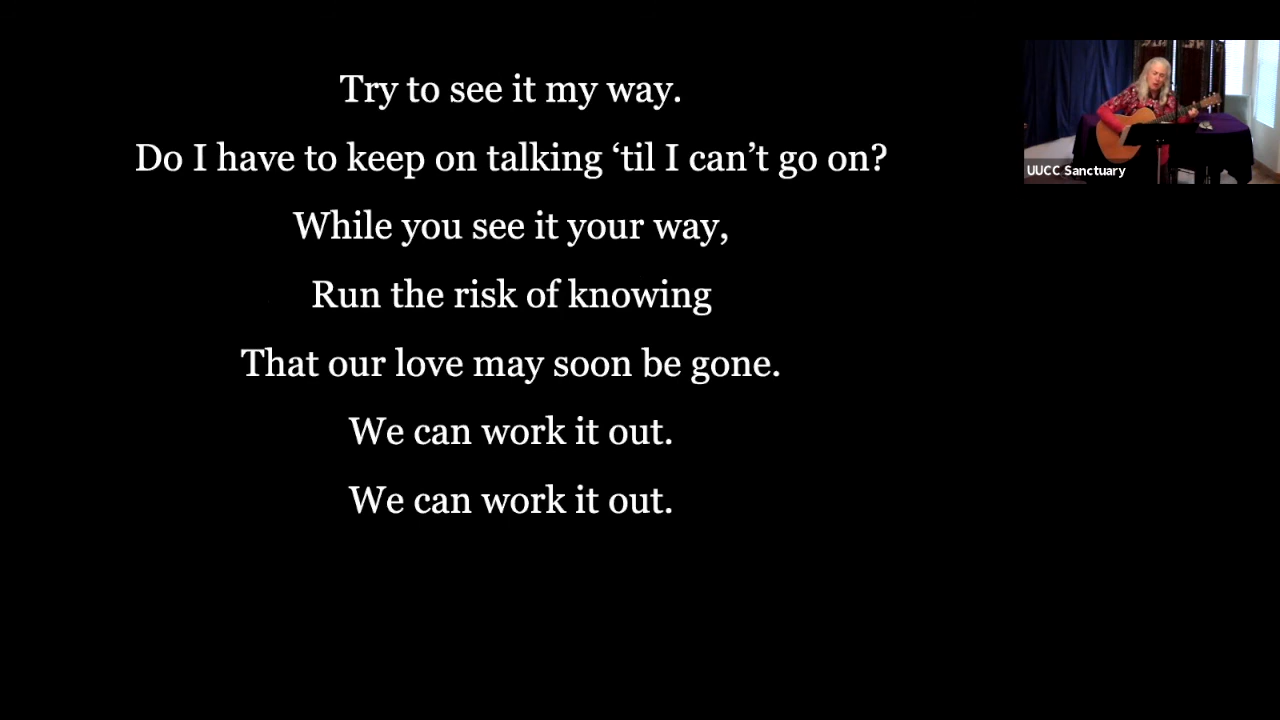 Try to see it my way.
Do I have to keep on talking ‘til I can’t go on?
While you see it your way,
Run the risk of knowing
That our love may soon be gone.
We can work it out.
We can work it out.
UUCC Sanctuary